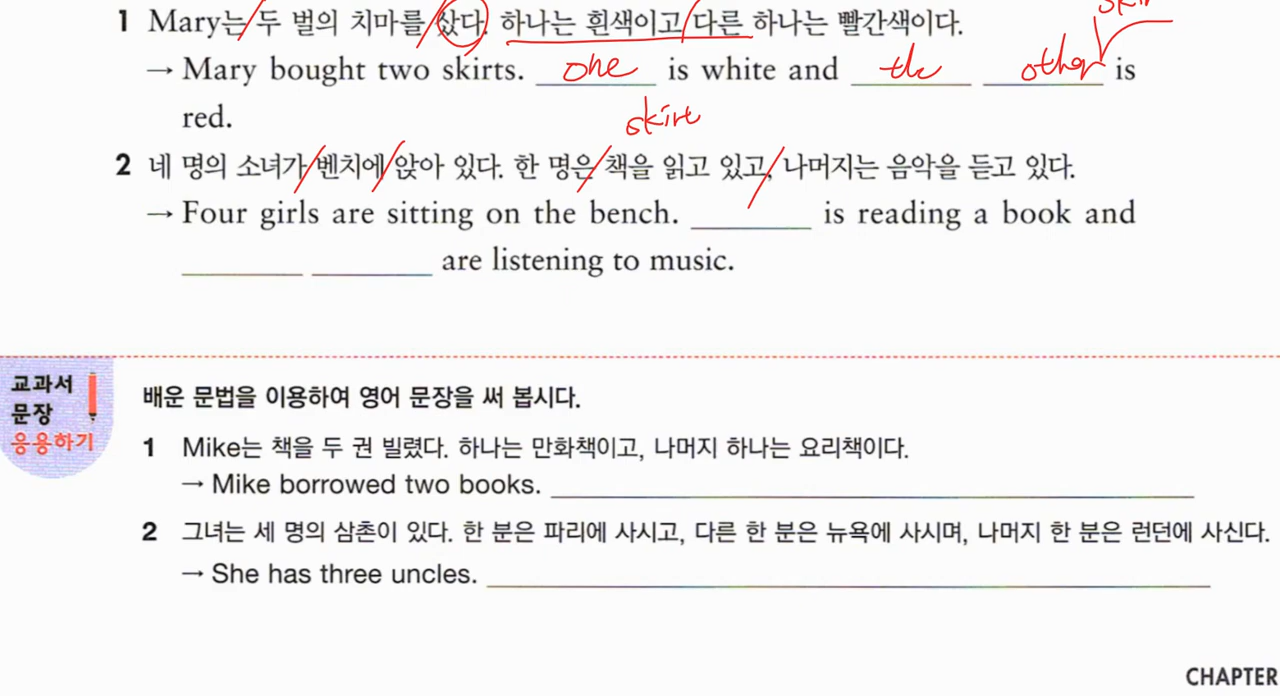 skir
1 Mary는 두 벌의 치마를 샀다. 하나는 흰색이고 다른 하나는 빨간색이다.
→ Mary bought two skirts. one is white and the other is
red.
skirt
2 네 명의 소녀가 벤치에 앉아 있다. 한 명은 책을 읽고 있고, 나머지는 음악을 듣고 있다.
→ Four girls are sitting on the bench. ________ is reading a book and
________ ________ are listening to music.
교과서
문장
응용하기
배운 문법을 이용하여 영어 문장을 써 봅시다.
1 Mike는 책을 두 권 빌렸다. 하나는 만화책이고, 나머지 하나는 요리책이다.
→ Mike borrowed two books. ________
2 그녀는 세 명의 삼촌이 있다. 한 분은 파리에 사시고, 다른 한 분은 뉴욕에 사시며, 나머지 한 분은 런던에 사신다.
→ She has three uncles. ________
CHAPTER